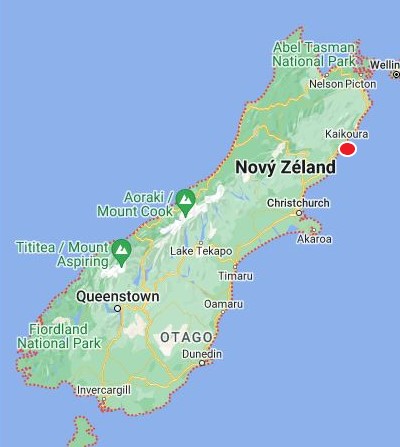 Abel Tasman
National Park
Wellin
Nelson
Picton
Kaikoura
Nový Zéland
Aoraki /
Mount Cook
Christchurch
Akaroa
Tititea / Mount
Aspiring
Lake Tekapo
Timaru
Queenstown
Oamaru
Fiordland
National Park
OTAGO
Dunedin
Invercargill